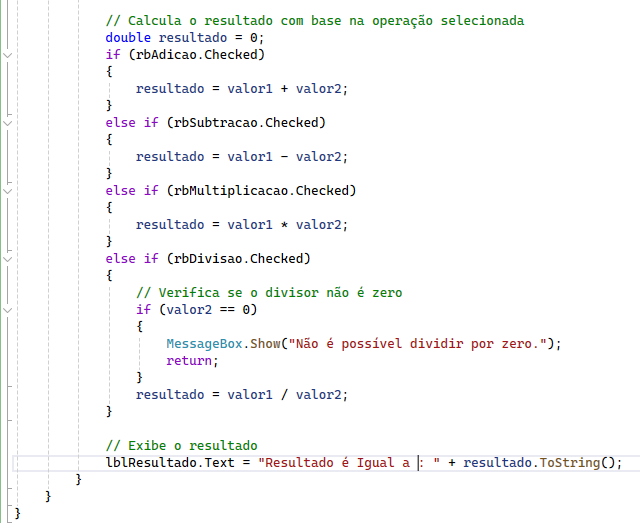 // Calcula o resultado com base na operação selecionada
double resultado = 0;
if (rbAdicao.Checked)
{
resultado = valor1 + valor2;
}
else if (rbSubtracao.Checked)
{
resultado = valor1 - valor2;
}
else if (rbMultiplicacao.Checked)
{
resultado = valor1 * valor2;
}
else if (rbDivisao.Checked)
{
// Verifica se o divisor não é zero
if (valor2 == 0)
{
MessageBox.Show("Não é possível dividir por zero.");
return;
}
resultado = valor1 / valor2;
}
// Exibe o resultado
lblResultado.Text = "Resultado é Igual a : " + resultado.ToString();
}
}
}